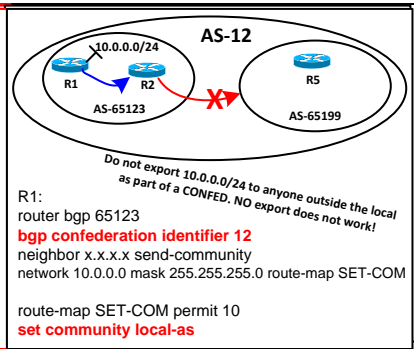 AS-12
10.0.0.0/24
R1
R2
R5
X
AS-65123
AS-65199
Do not export 10.0.0.0/24 to anyone outside the local
as part of a CONFED. NO export does not work!
R1:
router bgp 65123
bgp confederation identifier 12
neighbor x.x.x.x send-community
network 10.0.0.0 mask 255.255.255.0 route-map SET-COM
route-map SET-COM permit 10
set community local-as